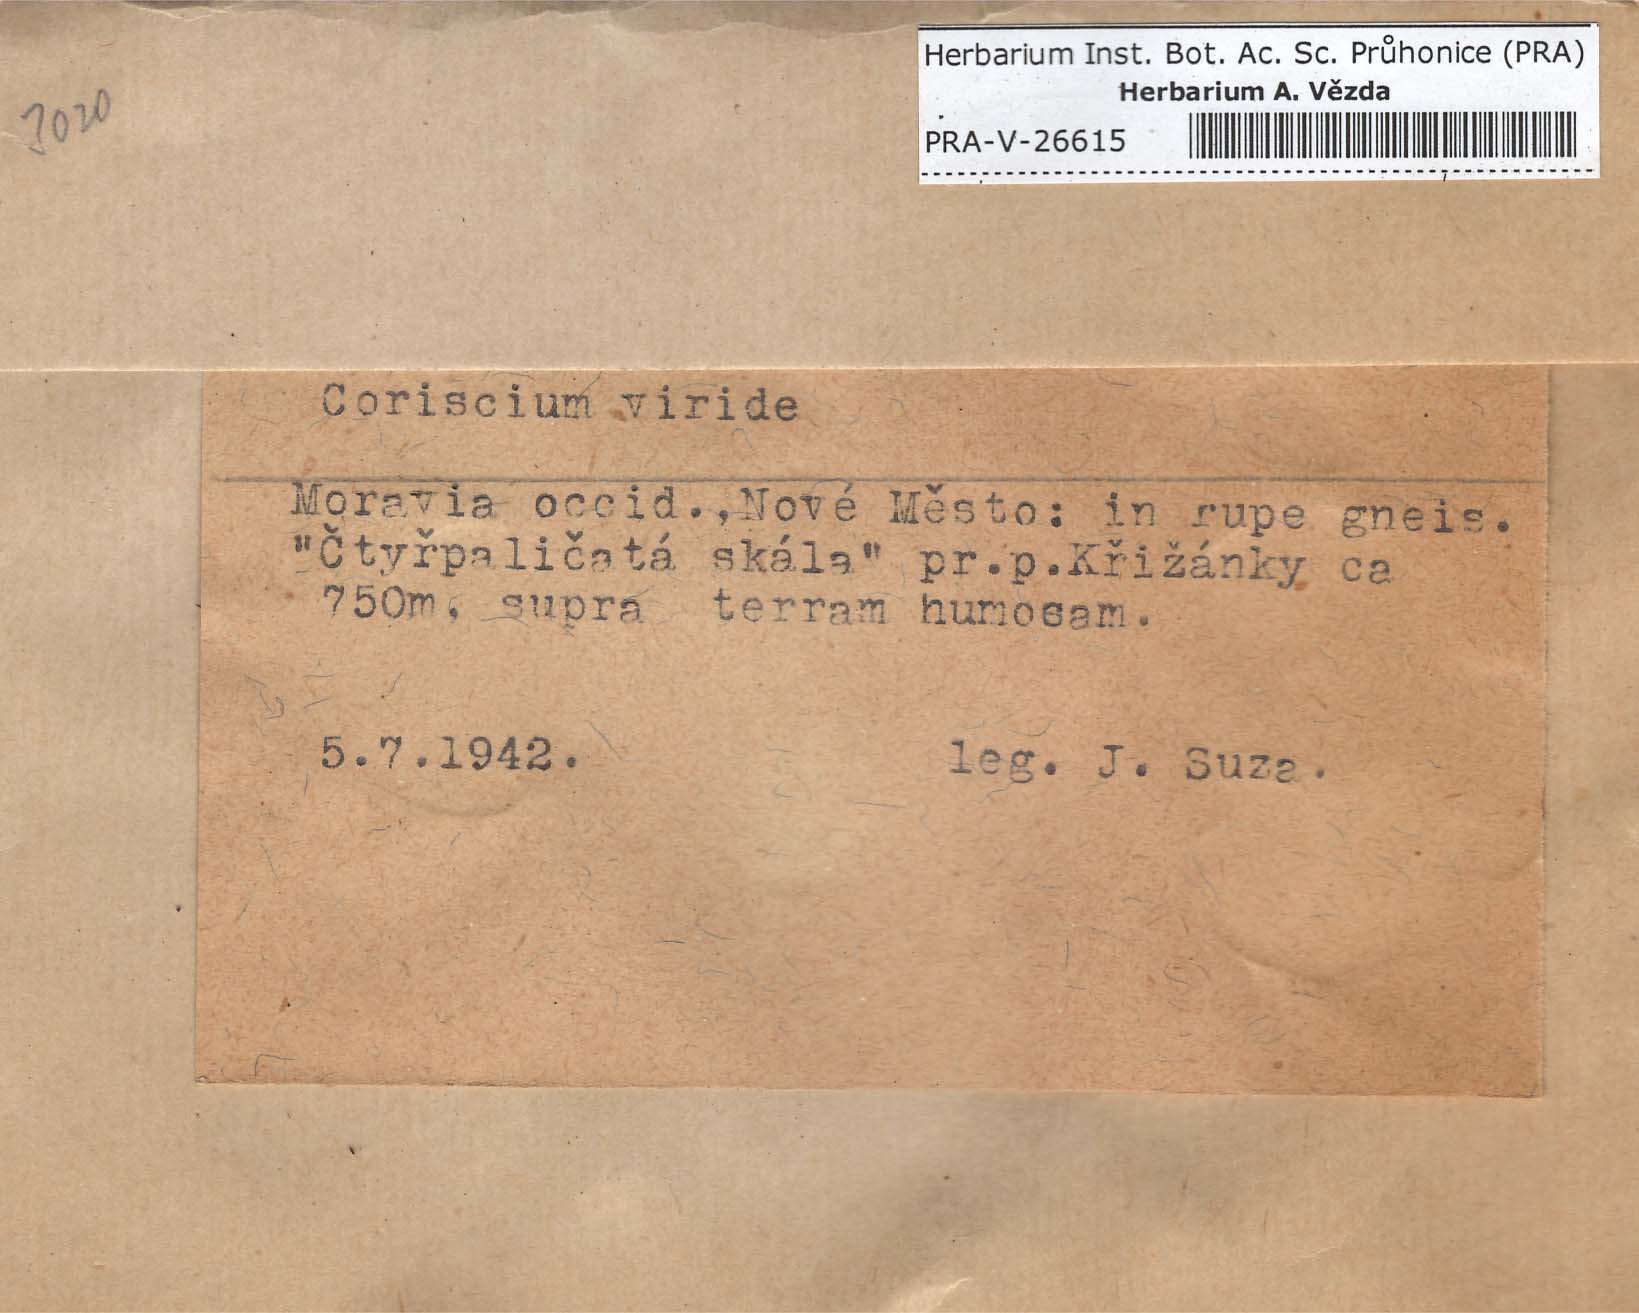 3020
Herbarium Inst. Bot. Ac. Sc. Průhonice (PRA)
Herbarium A. Vězda
PRA-V-26615
Coriscium viride
Moravia occid.,Nové Město: in rupe gneis.
"Čtyřpaličatá skála" pr.p.Křižánky ca
750m, supra terram humosam.
5.7.1942.
leg. J. Suza.